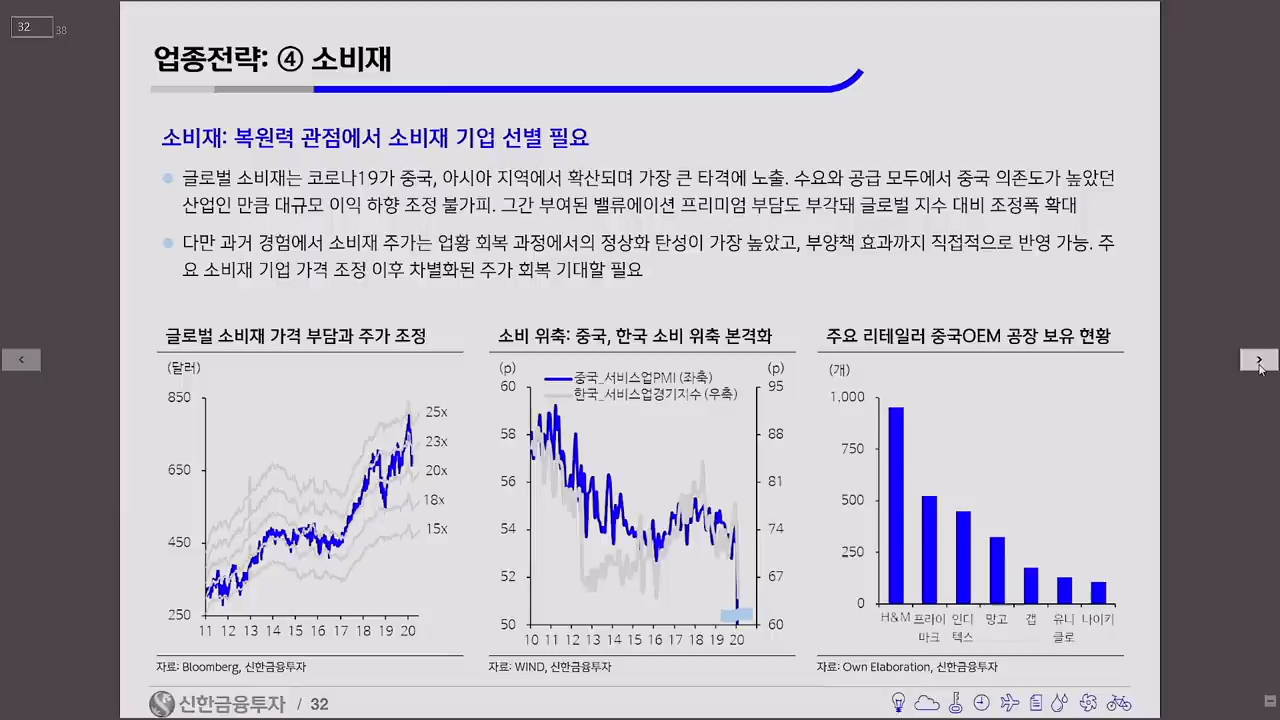 32
38
업종전략: ④ 소비재
소비재: 복원력 관점에서 소비재 기업 선별 필요
글로벌 소비재는 코로나19가 중국, 아시아 지역에서 확산되며 가장 큰 타격에 노출. 수요와 공급 모두에서 중국 의존도가 높았던
산업인 만큼 대규모 이익 하향 조정 불가피. 그간 부여된 밸류에이션 프리미엄 부담도 부각돼 글로벌 지수 대비 조정폭 확대
다만 과거 경험에서 소비재 주가는 업황 회복 과정에서의 정상화 탄성이 가장 높았고, 부양책 효과까지 직접적으로 반영 가능. 주
요 소비재 기업 가격 조정 이후 차별화된 주가 회복 기대할 필요
글로벌 소비재 가격 부담과 주가 조정
(달러)
850
650
450
250
25x
23x
20x
18x
15x
11 12 13 14 15 16 17 18 19 20
자료: Bloomberg, 신한금융투자
소비 위축: 중국, 한국 소비 위축 본격화
(p)
(p)
중국_서비스업PMI (좌축)
한국_서비스업경기지수 (우축)
60
58
56
54
52
50
95
88
81
74
67
60
10 11 12 13 14 15 16 17 18 19 20
자료: WIND, 신한금융투자
주요 리테일러 중국OEM 공장 보유 현황
(개)
1,000
750
500
250
0
H&M 프라이 인디 망고 갭 유니 나이키
마크 텍스 클로
자료: Own Elaboration, 신한금융투자
신한금융투자 / 32